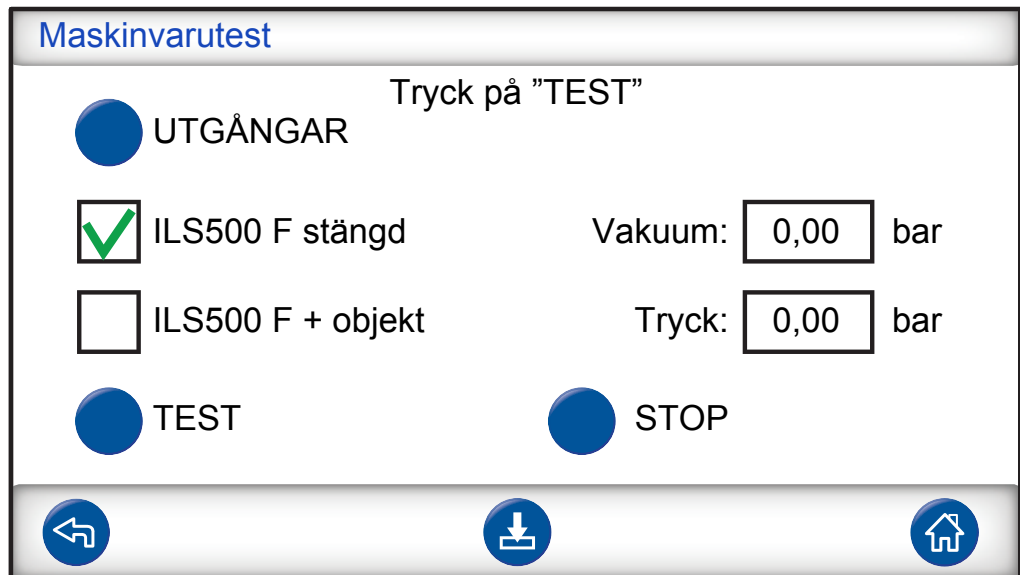 Maskinvarutest
Tryck på ”TEST”
UTGÅNGAR
ILS500 F stängd
Vakuum: 0,00 bar
ILS500 F + objekt
Tryck: 0,00 bar
TEST
STOP